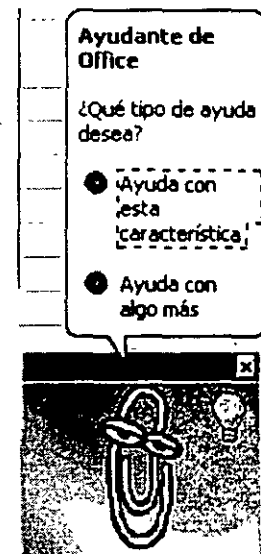 Ayudante de
Office
¿Qué tipo de ayuda
desea?
Ayuda con
esta
característica
Ayuda con
algo más